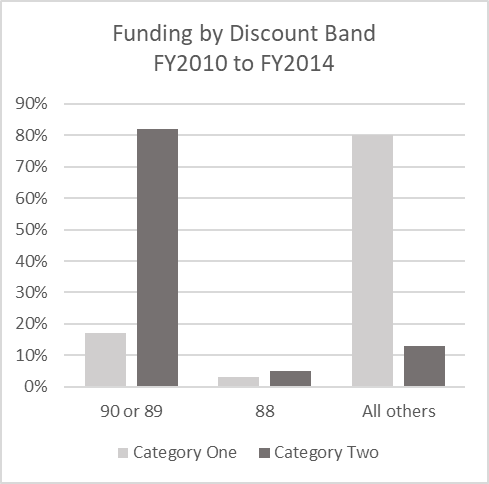 Funding by Discount Band
FY2010 to FY2014
90%
80%
70%
60%
50%
40%
30%
20%
10%
0%
90 or 89
88
All others
Category One
Category Two